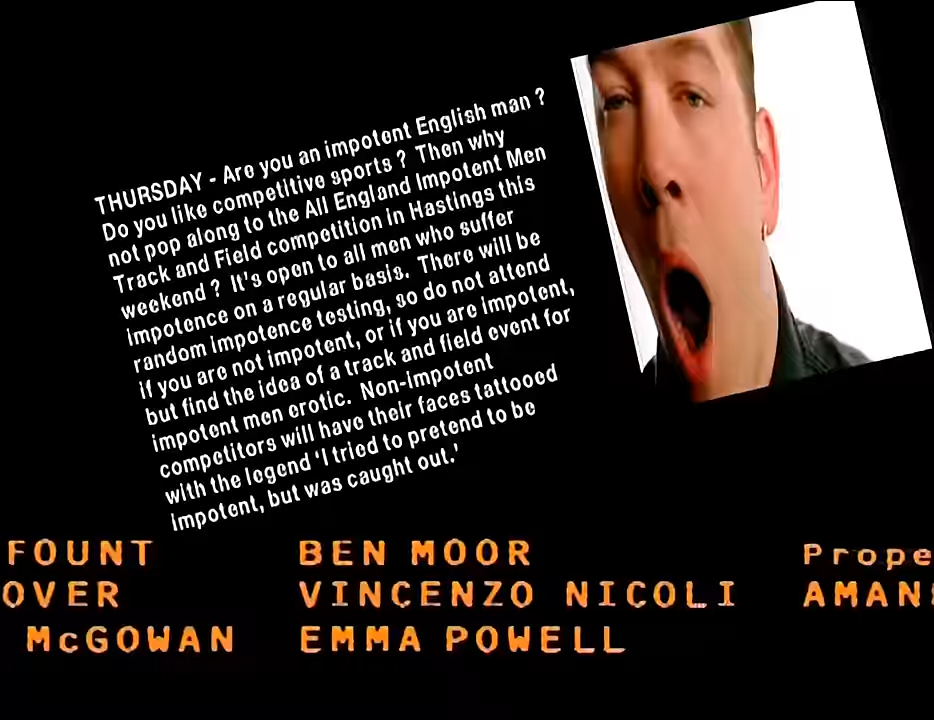 THURSDAY - Are you an impotent English man ?
Do you like competitive sports ? Then why
not pop along to the All England Impotent Men
Track and Field competition in Hastings this
weekend ? It's open to all men who suffer
impotence on a regular basis. There will be
random impotence testing, so do not attend
if you are not impotent, or if you are impotent,
but find the idea of a track and field event for
impotent men erotic. Non-impotent
competitors will have their faces tattooed
with the legend 'I tried to pretend to be
impotent, but was caught out.'
FOUNT BEN MOOR Prope
OVER VINCENZO NICOLI AMAN
McGOWAN EMMA POWELL